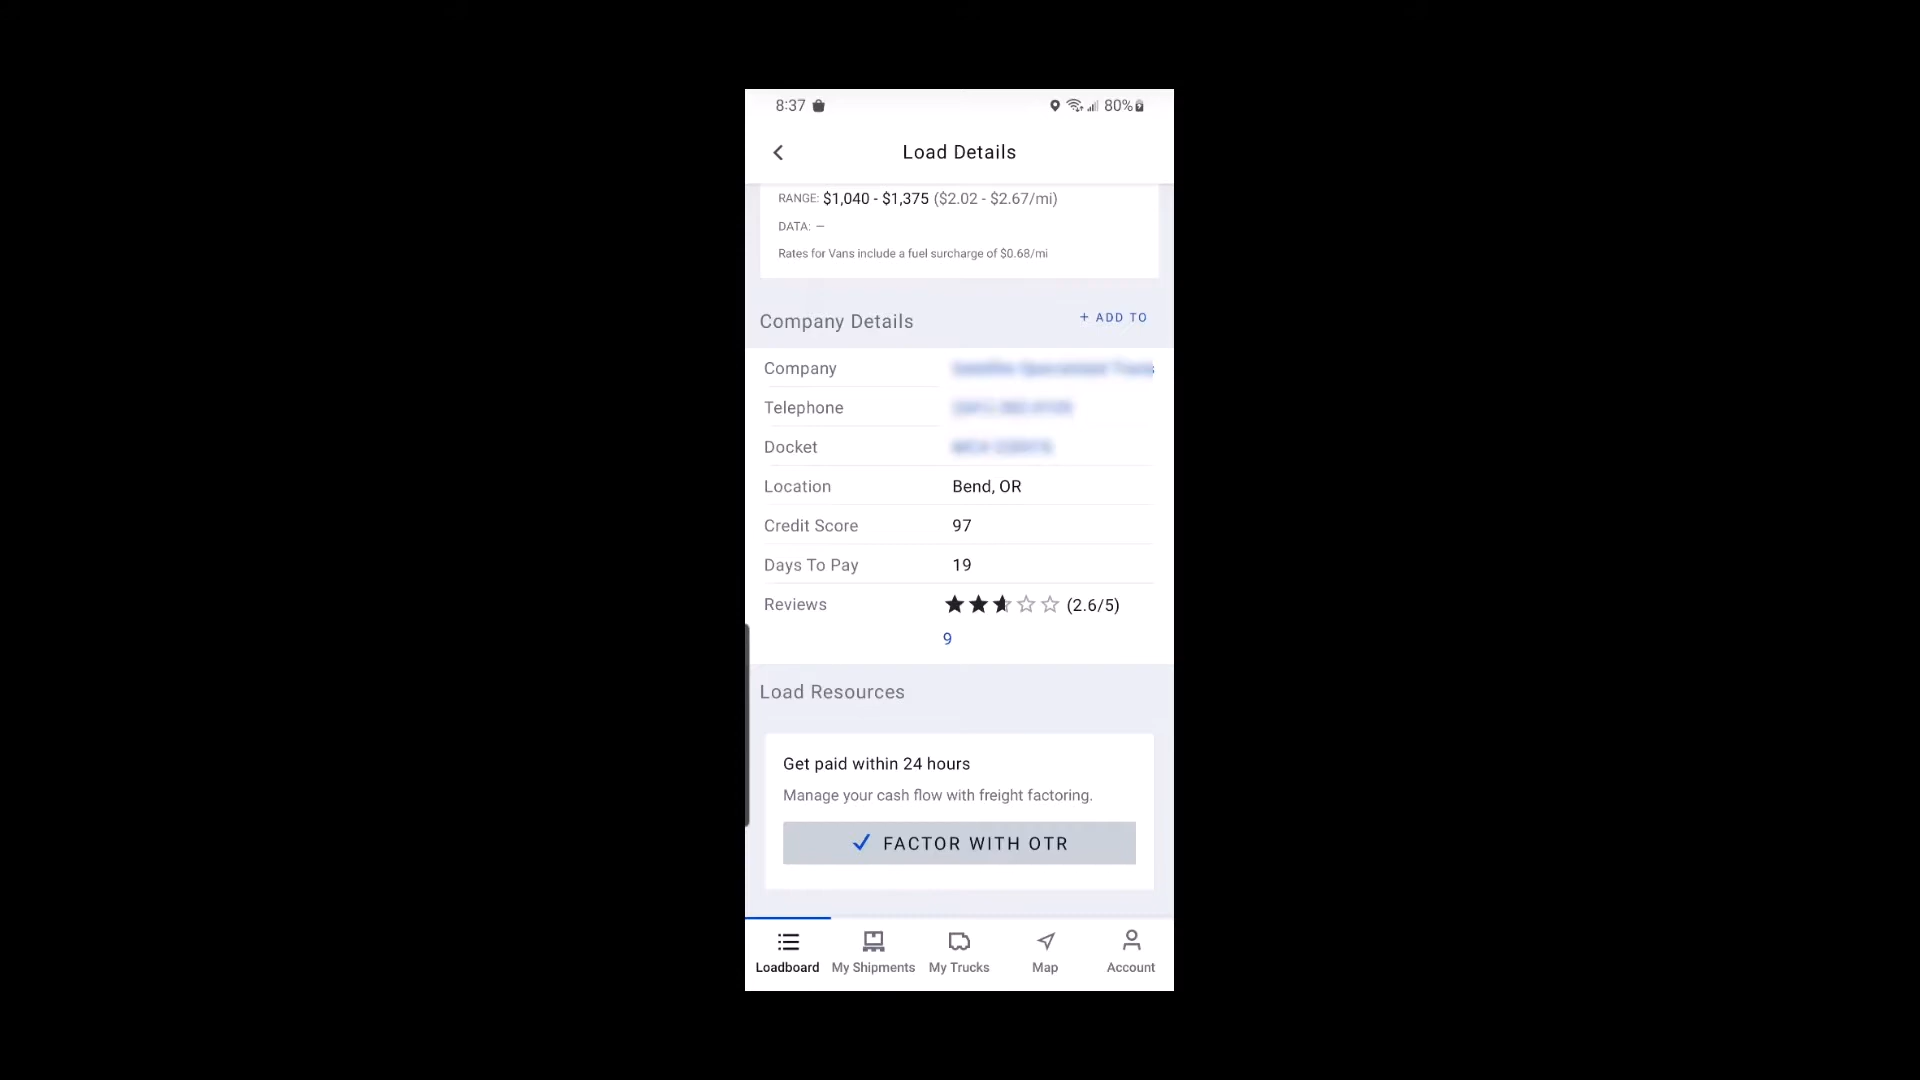 8:37 80%
Load Details
RANGE: $1,040 - $1,375 ($2.02 - $2.67/mi)
DATA: –
Rates for Vans include a fuel surcharge of $0.68/mi
Company Details + ADD TO
Company
Telephone
Docket
Location Bend, OR
Credit Score 97
Days To Pay 19
Reviews (2.6/5)
9
Load Resources
Get paid within 24 hours
Manage your cash flow with freight factoring.
FACTOR WITH OTR
Loadboard My Shipments My Trucks Map Account